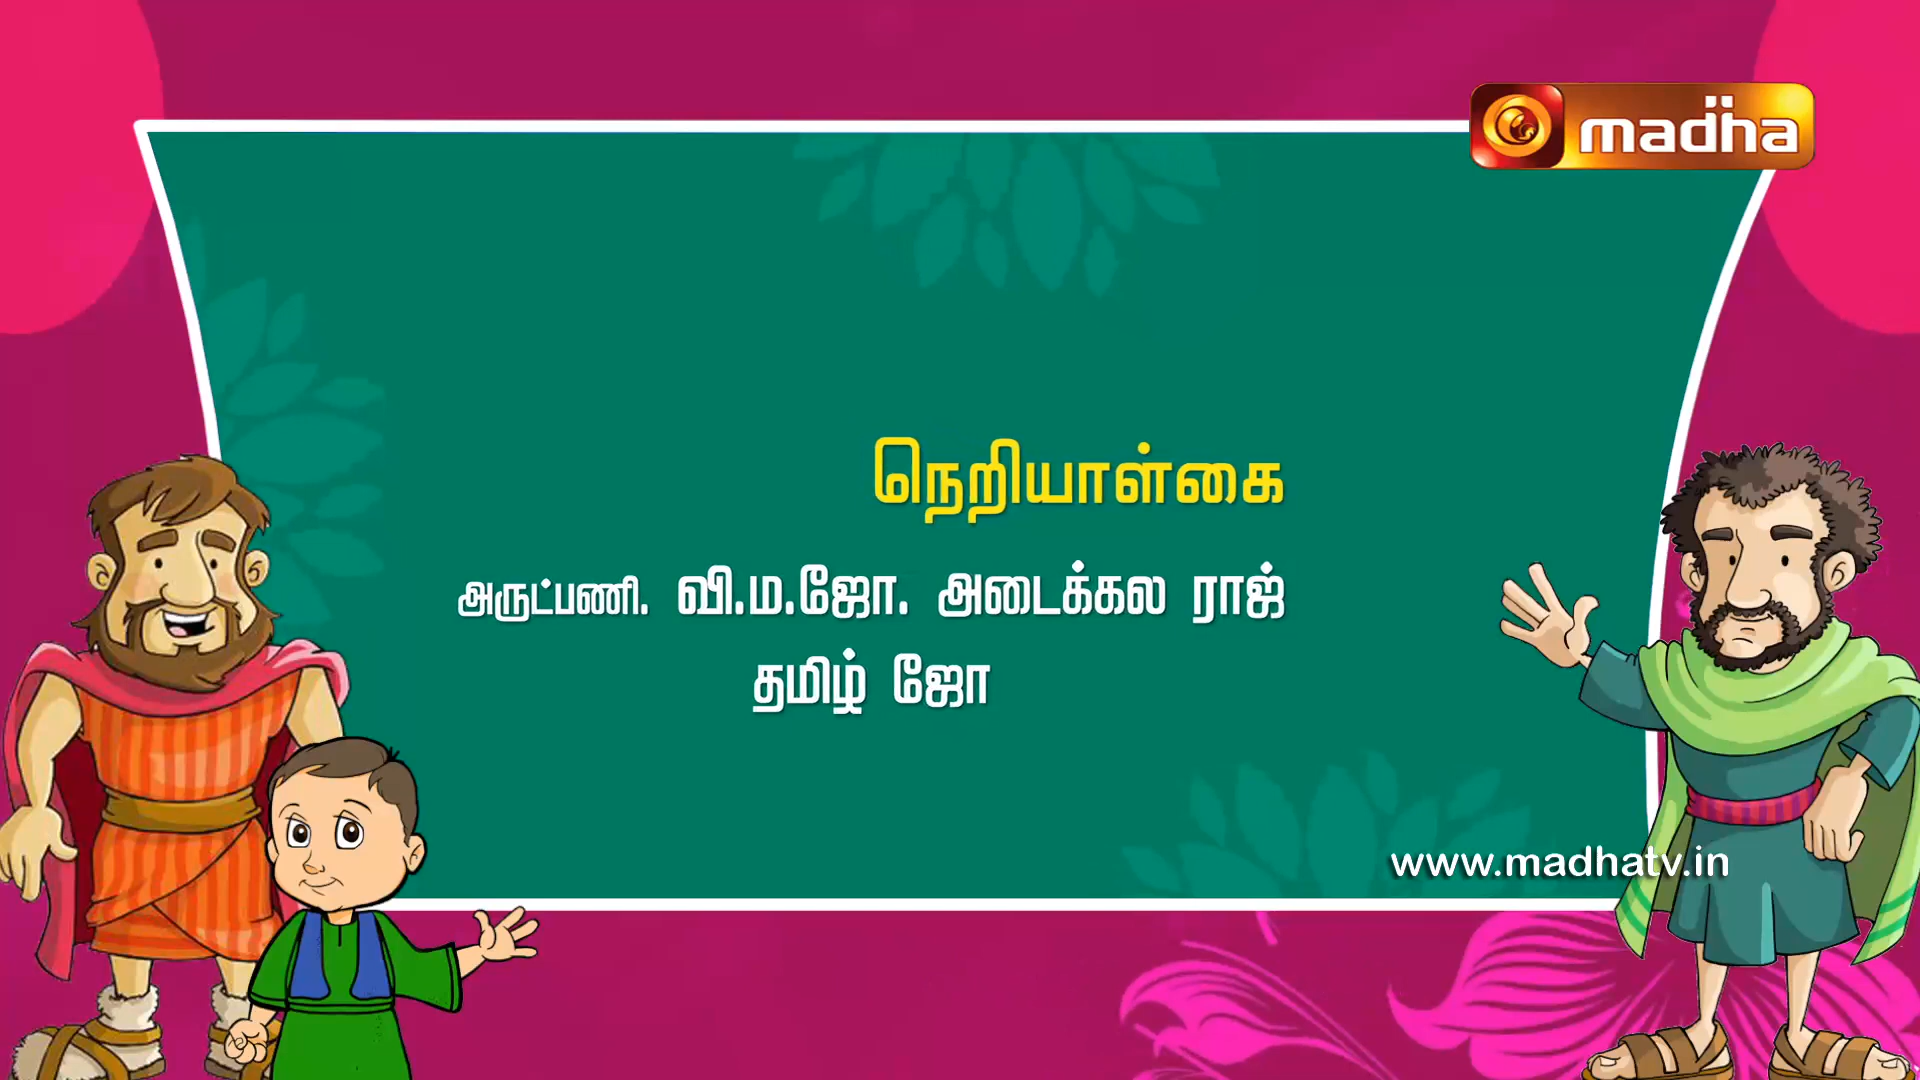 madha
நெறியாள்கை
அருட்பணி. வி.ம.ஜோ. அடைக்கல ராஜ்
தமிழ் ஜோ
www.madhatv.in